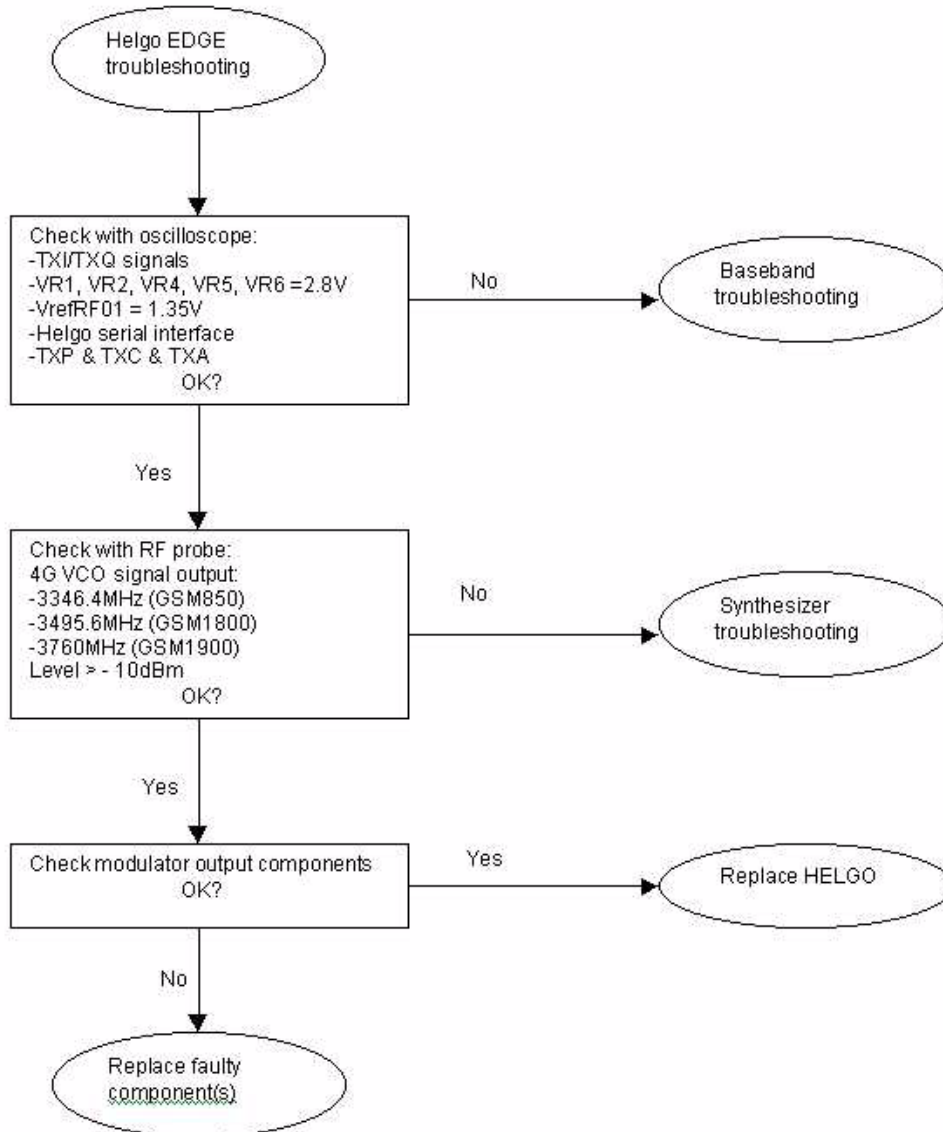 Helgo EDGE
troubleshooting
Check with oscilloscope:
-TXI/TXQ signals
-VR1, VR2, VR4, VR5, VR6 =2.8V
-VrefRF01 = 1.35V
-Helgo serial interface
-TXP & TXC & TXA
OK?
No
Baseband
troubleshooting
Yes
Check with RF probe:
4G VCO signal output:
-3346.4MHz (GSM850)
-3495.6MHz (GSM1800)
-3760MHz (GSM1900)
Level > - 10dBm
OK?
No
Synthesizer
troubleshooting
Yes
Check modulator output components
OK?
Yes
Replace HELGO
No
Replace faulty
component(s)